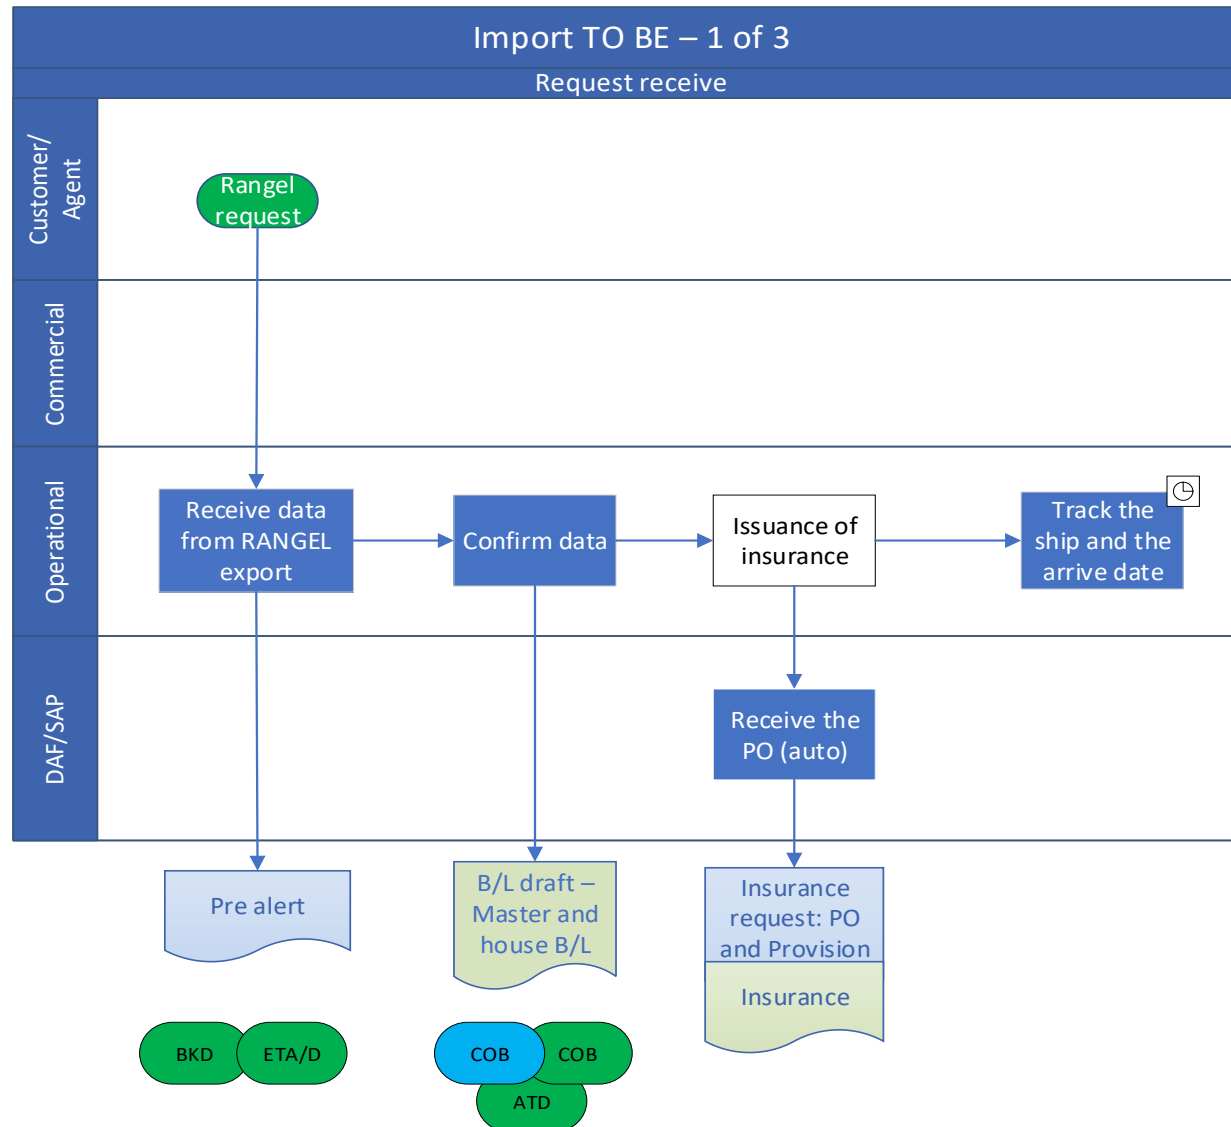 Import TO BE – 1 of 3
Request receive
Customer/
Agent
Rangel
request
Commercial
Operational
Receive data
from RANGEL
export
Confirm data
Issuance of
insurance
Track the
ship and the
arrive date
DAF/SAP
Receive the
PO (auto)
Pre alert
B/L draft –
Master and
house B/L
Insurance
request: PO
and Provision
Insurance
BKD
ETA/D
COB
COB
ATD